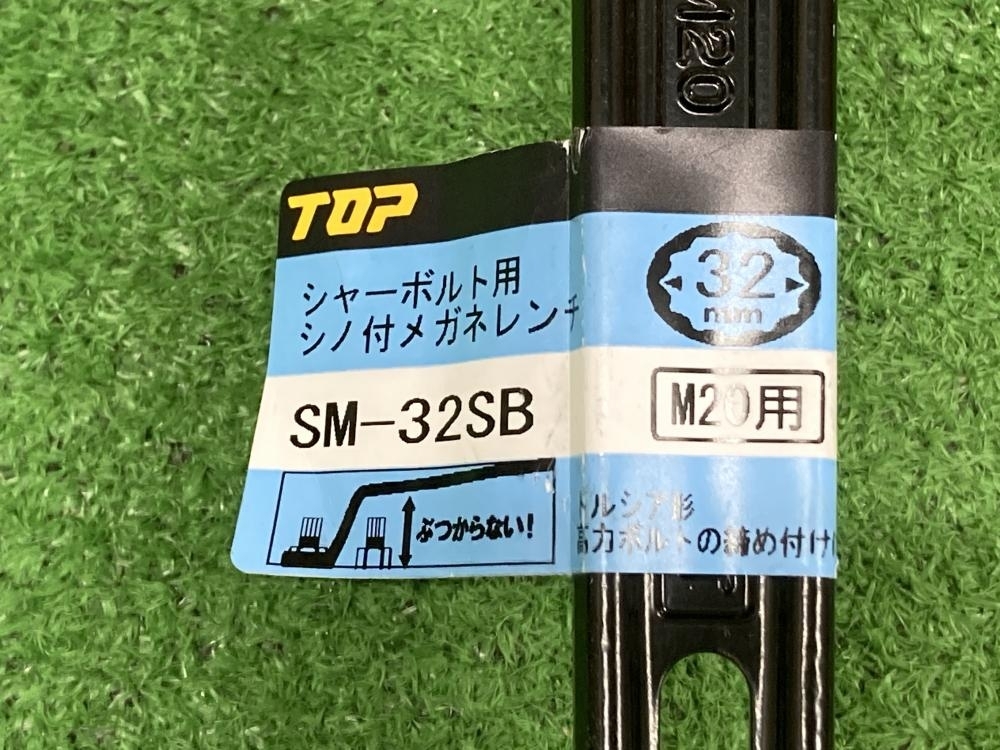 M20
TOP
シャーボルト用
シノ付メガネレンチ
32
mm
SM-32SB
M20用
ぶつからない!
トルシア形
高力ボルトの締め付け